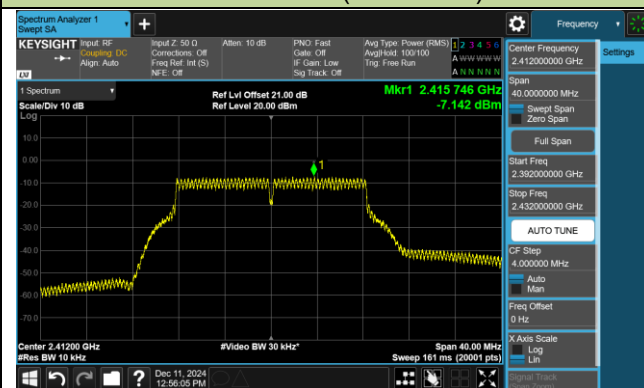 Spectrum Analyzer 1
Swept SA
+
Frequency
KEYSIGHT
Input: RF
Coupling: DC
Align: Auto
Input Z: 50 Ω
Corrections: Off
Freq Ref: Int (S)
NFE: Off
Atten: 10 dB
PNO: Fast
Gate: Off
IF Gain: Low
Sig Track: Off
Avg Type: Power (RMS)
Avg|Hold: 100/100
Trig: Free Run
1 2 3 4 5 6
A W W W W W
A N N N N N
LXI
1 Spectrum
Scale/Div 10 dB
Log
Ref Lvl Offset 21.00 dB
Ref Level 20.00 dBm
Mkr1 2.415 746 GHz
-7.142 dBm
10.0
0.00
-10.0
-20.0
-30.0
-40.0
-50.0
-60.0
-70.0
1
Center 2.41200 GHz
#Res BW 10 kHz
#Video BW 30 kHz*
Span 40.00 MHz
Sweep 161 ms (20001 pts)
Dec 11, 2024
12:56:05 PM
Center Frequency
2.412000000 GHz
Settings
Span
40.0000000 MHz
Swept Span
Zero Span
Full Span
Start Freq
2.392000000 GHz
Stop Freq
2.432000000 GHz
AUTO TUNE
CF Step
4.000000 MHz
Auto
Man
Freq Offset
0 Hz
X Axis Scale
Log
Lin
Signal Track